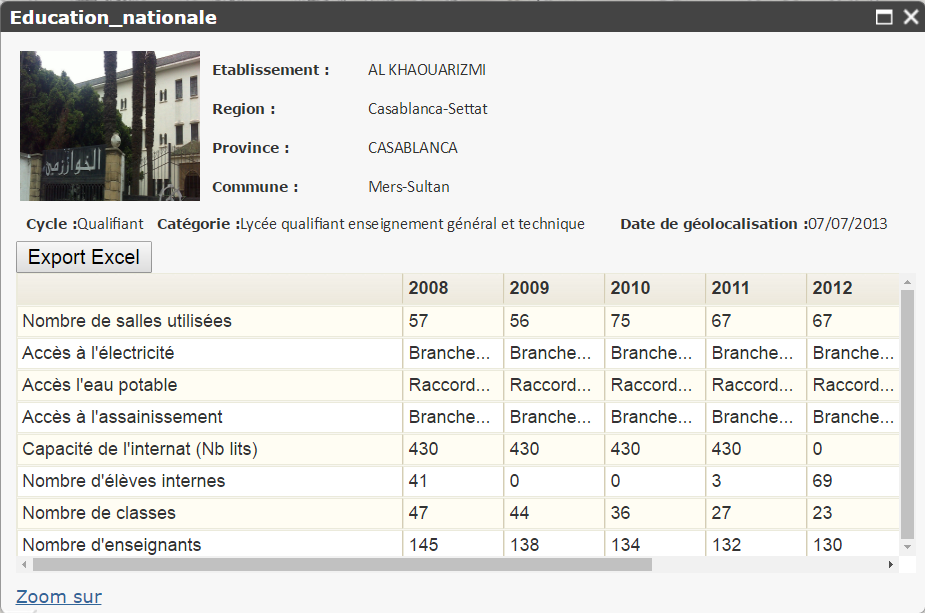 Education_nationale
الخوارزمي
Etablissement : AL KHAOUARIZMI
Region : Casablanca-Settat
Province : CASABLANCA
Commune : Mers-Sultan
Cycle :Qualifiant Catégorie :Lycée qualifiant enseignement général et technique Date de géolocalisation :07/07/2013
Export Excel
2008 2009 2010 2011 2012
Nombre de salles utilisées 57 56 75 67 67
Accès à l'électricité Branche... Branche... Branche... Branche... Branche...
Accès l'eau potable Raccord... Raccord... Raccord... Raccord... Raccord...
Accès à l'assainissement Branche... Branche... Branche... Branche... Branche...
Capacité de l'internat (Nb lits) 430 430 430 430 0
Nombre d'élèves internes 41 0 0 3 69
Nombre de classes 47 44 36 27 23
Nombre d'enseignants 145 138 134 132 130
Zoom sur